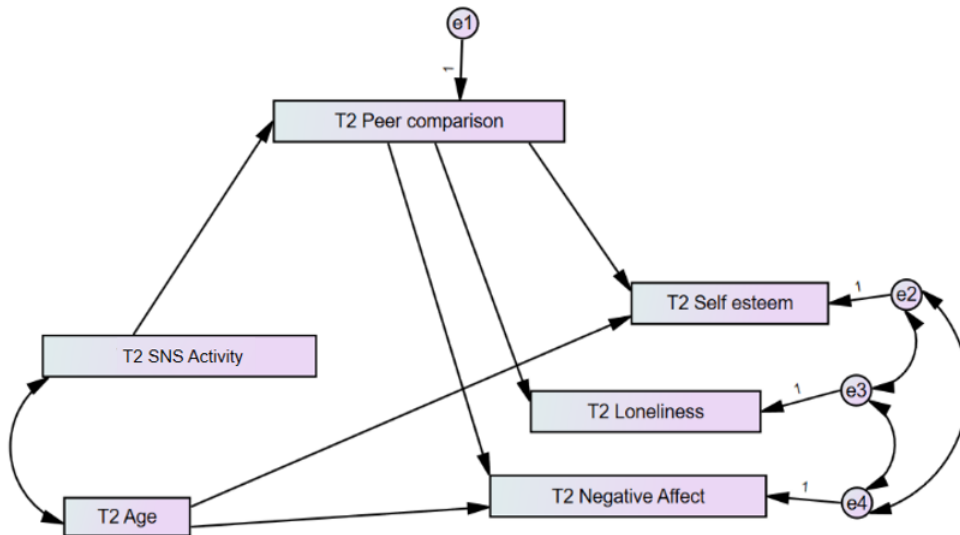 e1
1
T2 Peer comparison
T2 Self esteem
1
e2
T2 SNS Activity
T2 Loneliness
1
e3
T2 Negative Affect
1
e4
T2 Age